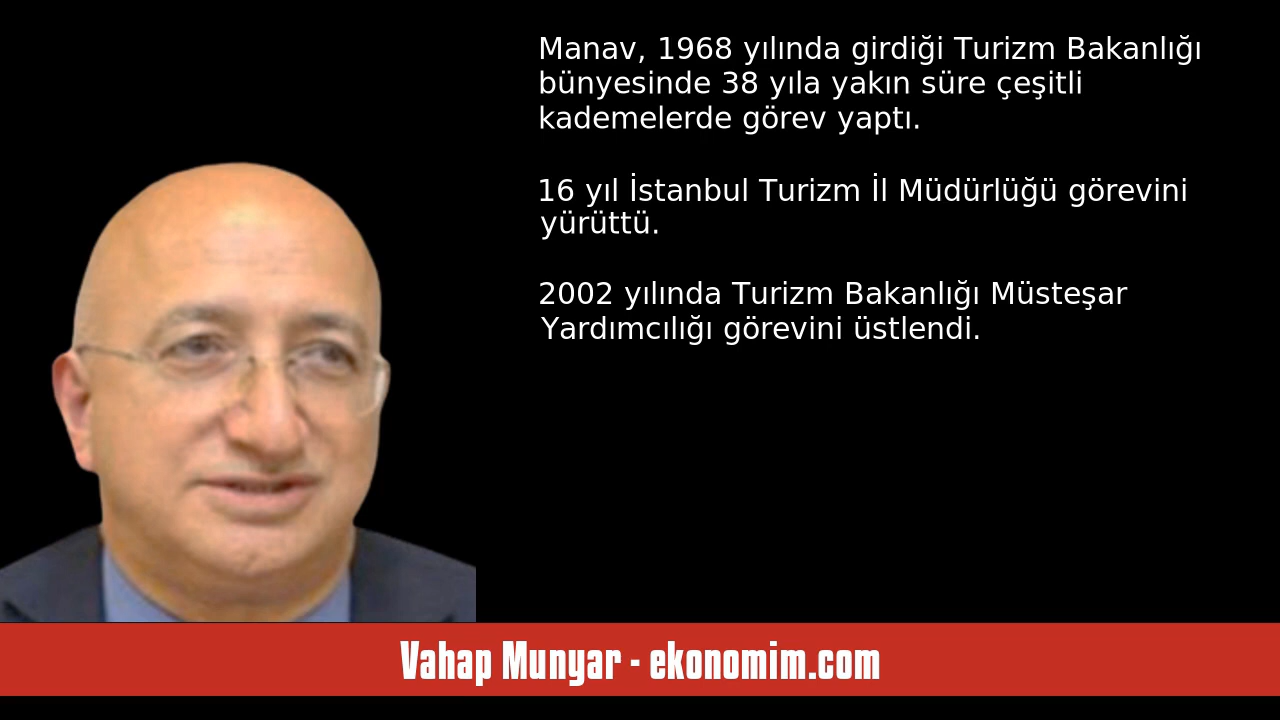 Manav, 1968 yılında girdiği Turizm Bakanlığı
bünyesinde 38 yıla yakın süre çeşitli
kademelerde görev yaptı.
16 yıl İstanbul Turizm İl Müdürlüğü görevini
yürüttü.
2002 yılında Turizm Bakanlığı Müsteşar
Yardımcılığı görevini üstlendi.
Vahap Munyar - ekonomim.com